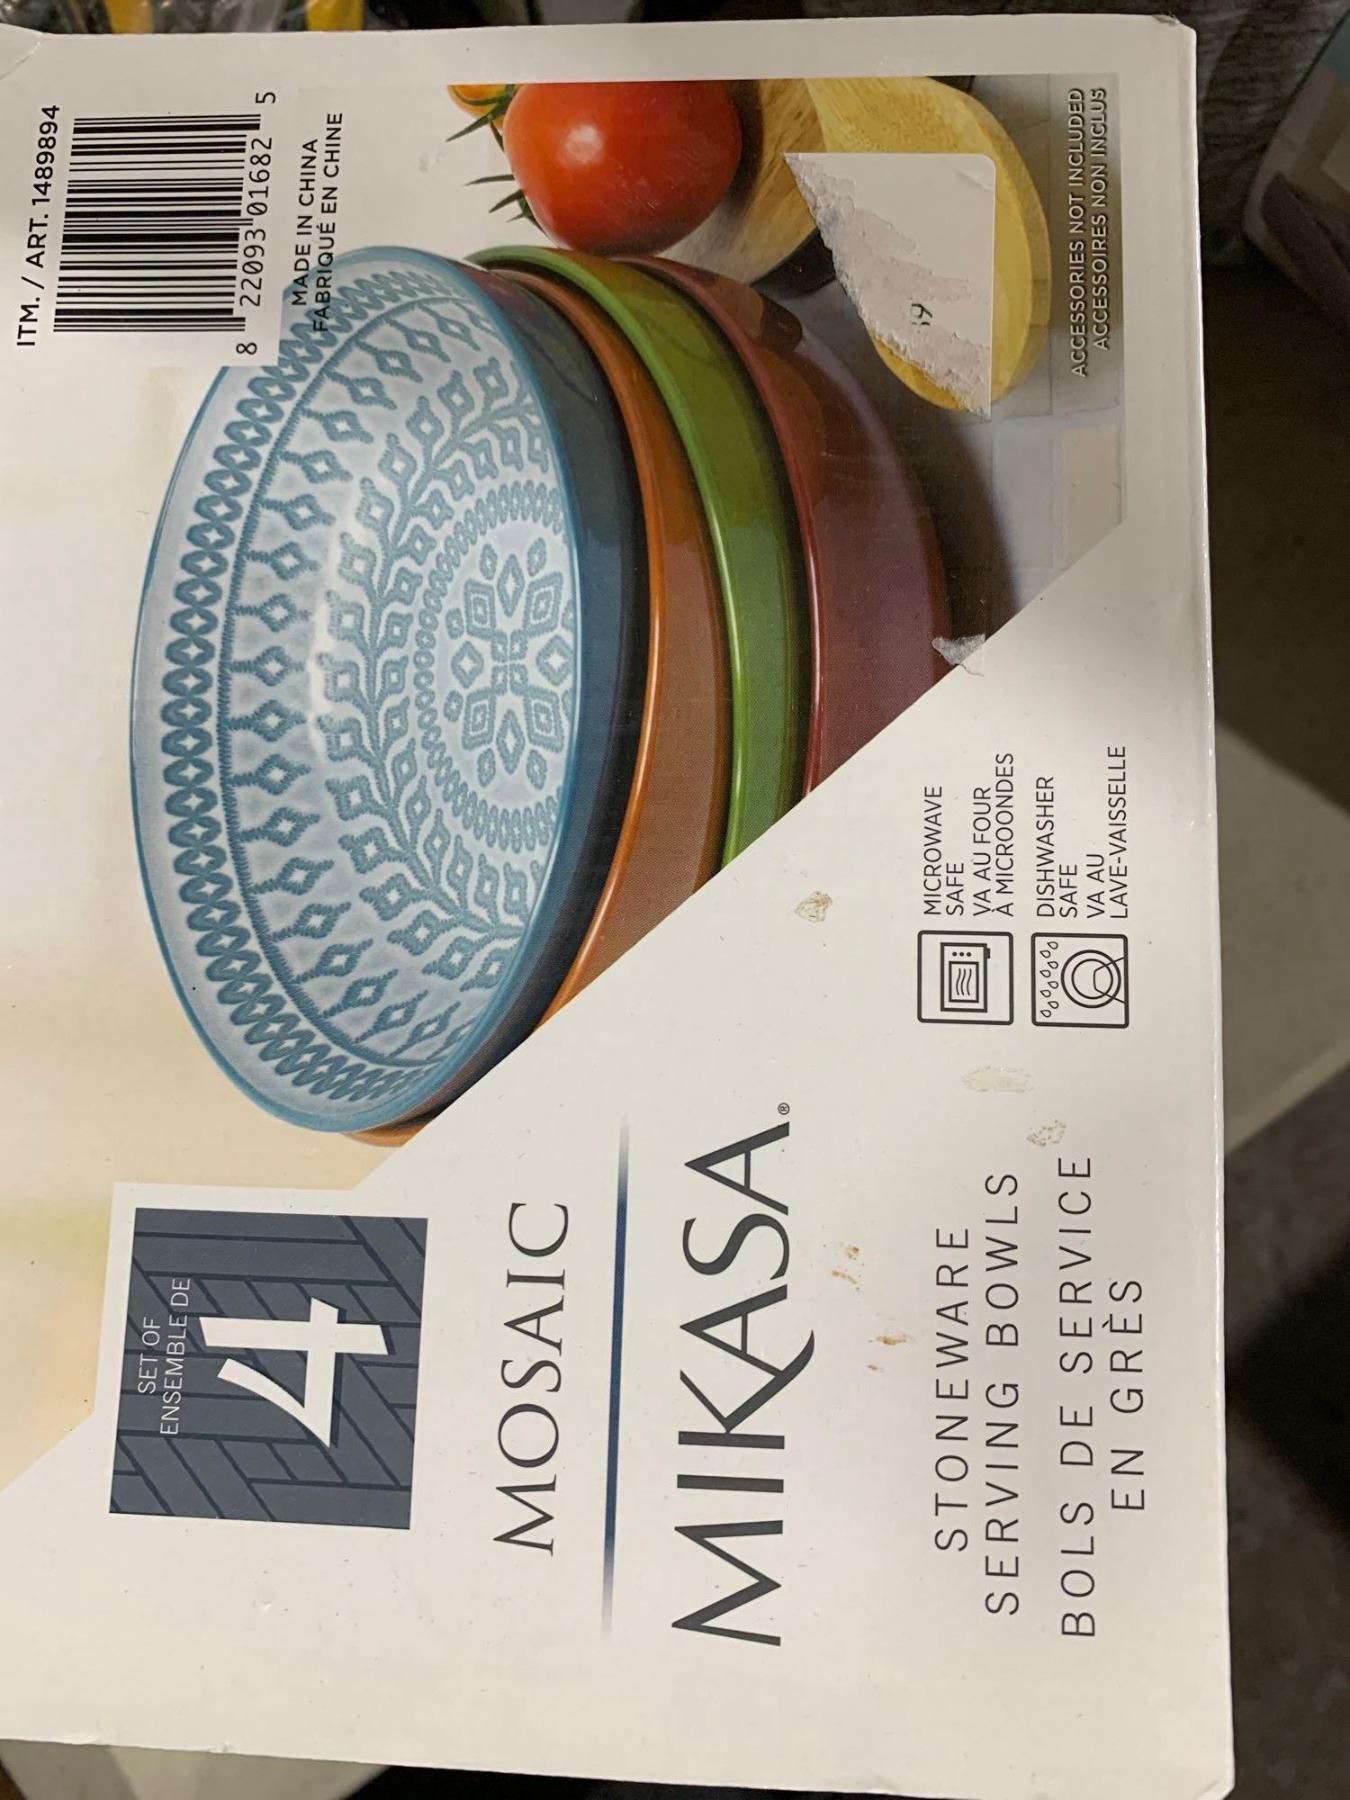 ITM. / ART. 1489894
8 22093 01682 5
MADE IN CHINA
FABRIQUÉ EN CHINE
SET OF
ENSEMBLE DE
4
MOSAIC
MIKASA®
STONEWARE
SERVING BOWLS
BOLS DE SERVICE
EN GRÈS
MICROWAVE
SAFE
VA AU FOUR
À MICROONDES
DISHWASHER
SAFE
VA AU
LAVE-VAISSELLE
ACCESSORIES NOT INCLUDED
ACCESSOIRES NON INCLUS